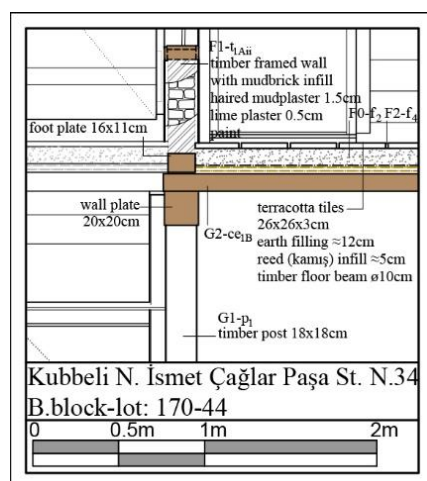 F1-t1Aii
timber framed wall
with mudbrick infill
haired mudplaster 1.5cm
lime plaster 0.5cm
paint
foot plate 16x11cm
F0-f2 F2-f4
wall plate
20x20cm
G2-ce1B
terracotta tiles
26x26x3cm
earth filling ≈12cm
reed (kamış) infill ≈5cm
timber floor beam ø10cm
G1-p1
timber post 18x18cm
Kubbeli N. İsmet Çağlar Paşa St. N.34
B.block-lot: 170-44
0 0.5m 1m 2m